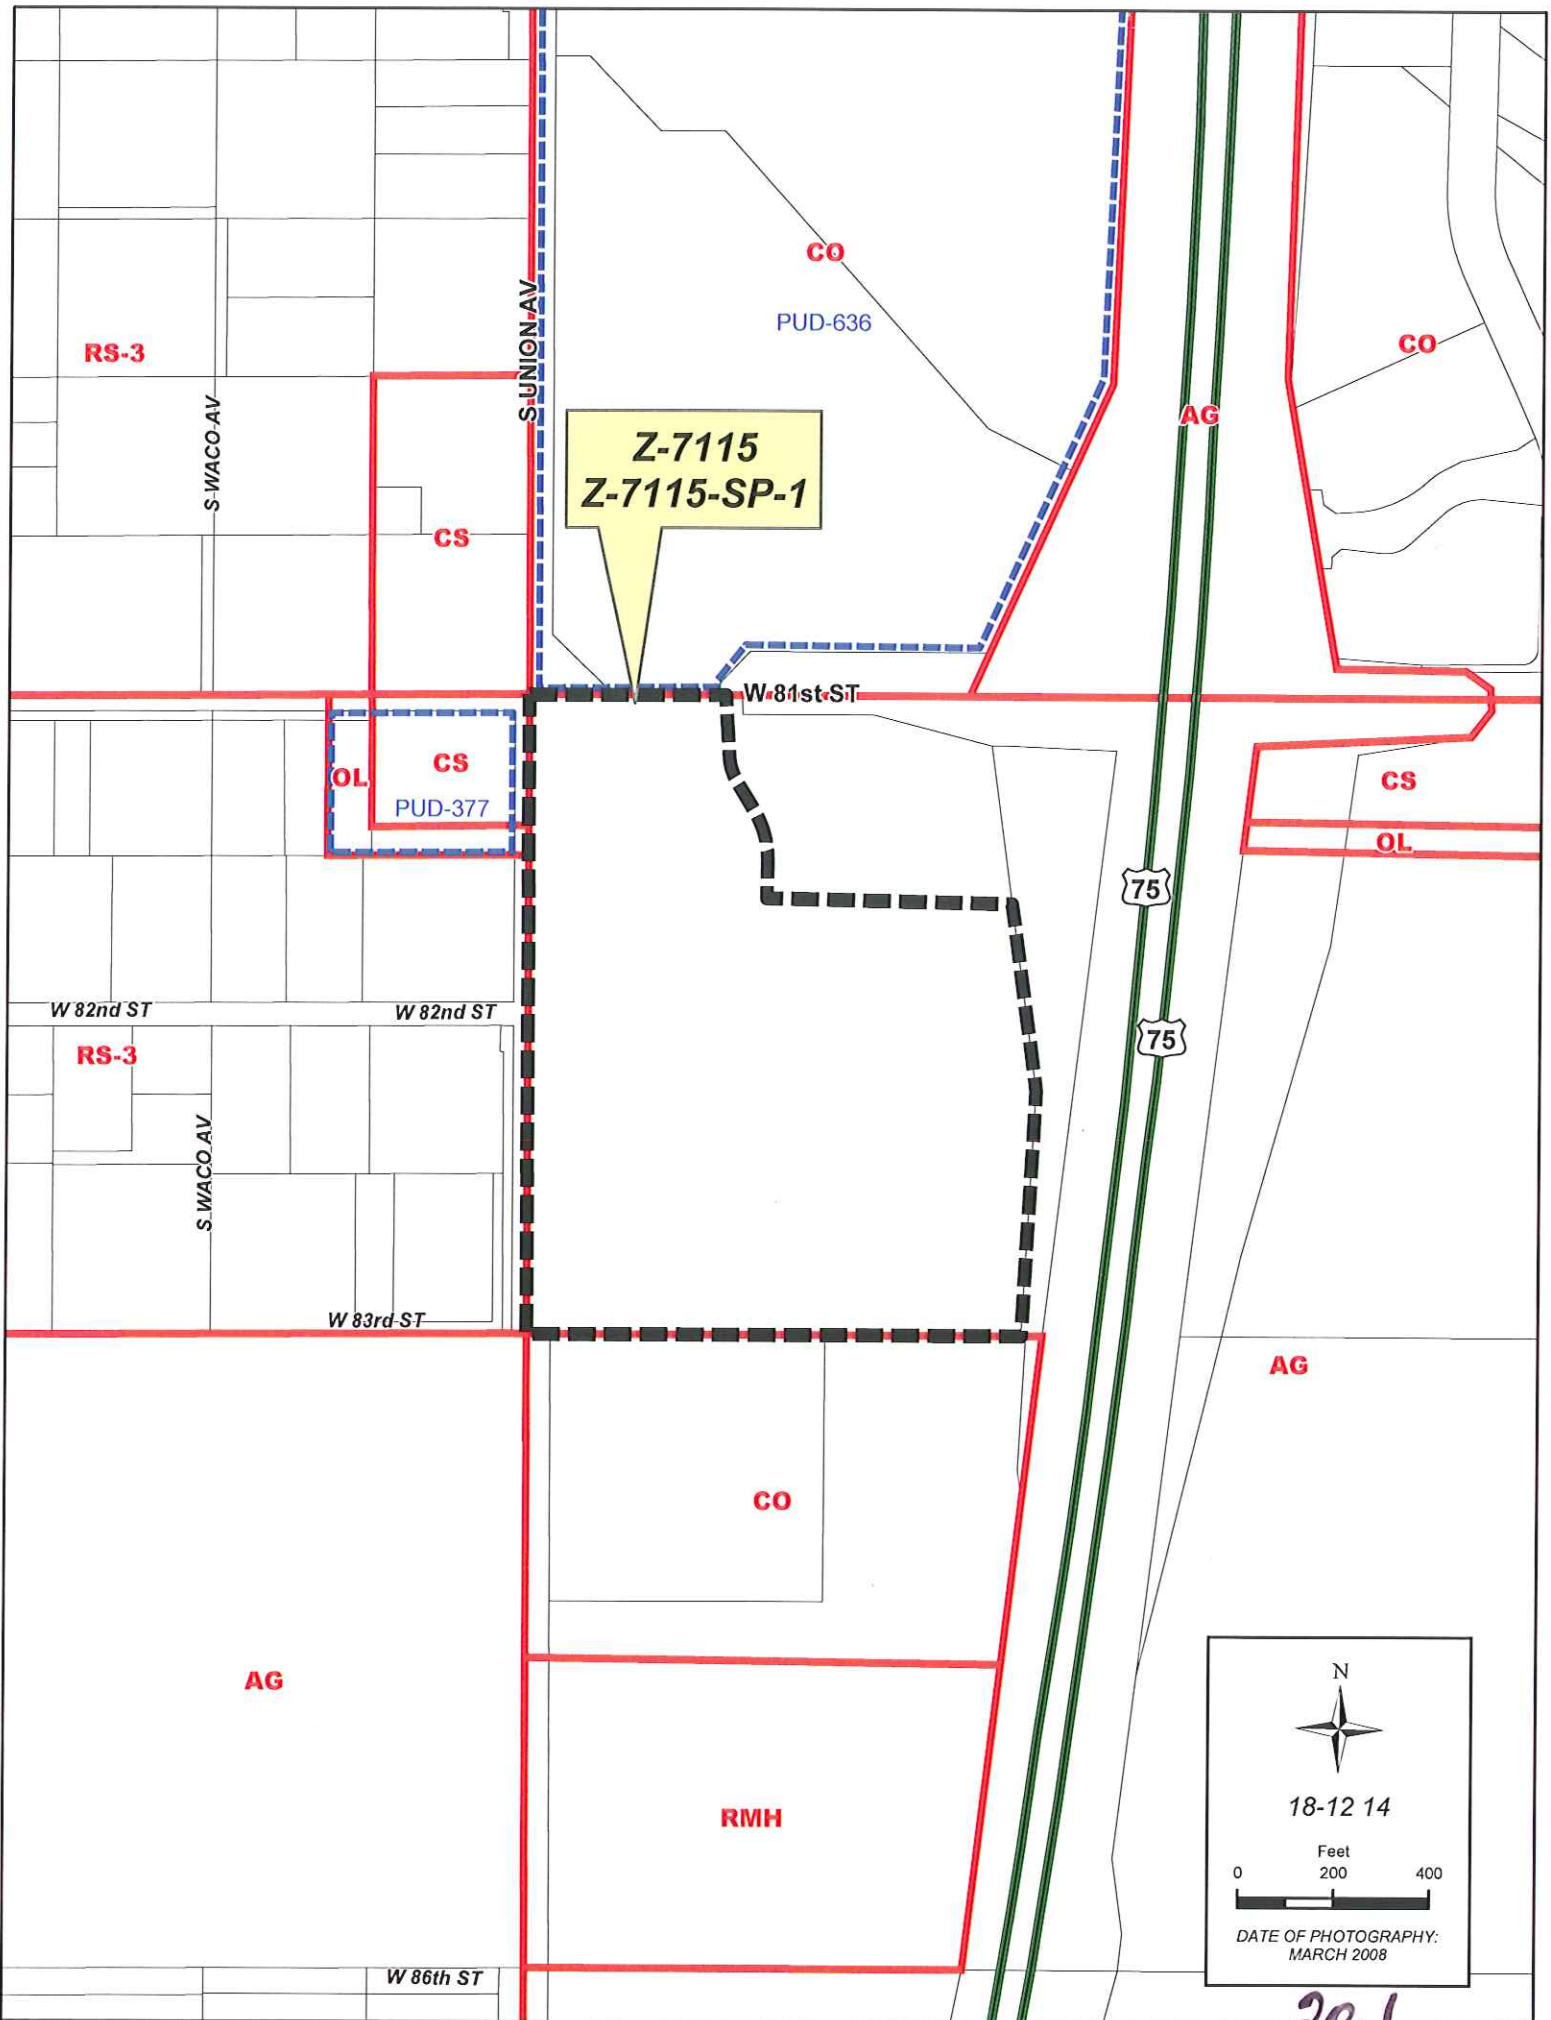 CO
PUD-636
S UNION AV
RS-3
CO
S WACO AV
AG
Z-7115
Z-7115-SP-1
CS
W 81st ST
OL
CS
PUD-377
CS
OL
75
W 82nd ST
W 82nd ST
75
RS-3
S WACO AV
W 83rd ST
AG
CO
AG
RMH
N
18-12 14
Feet
0 200 400
DATE OF PHOTOGRAPHY:
MARCH 2008
W 86th ST